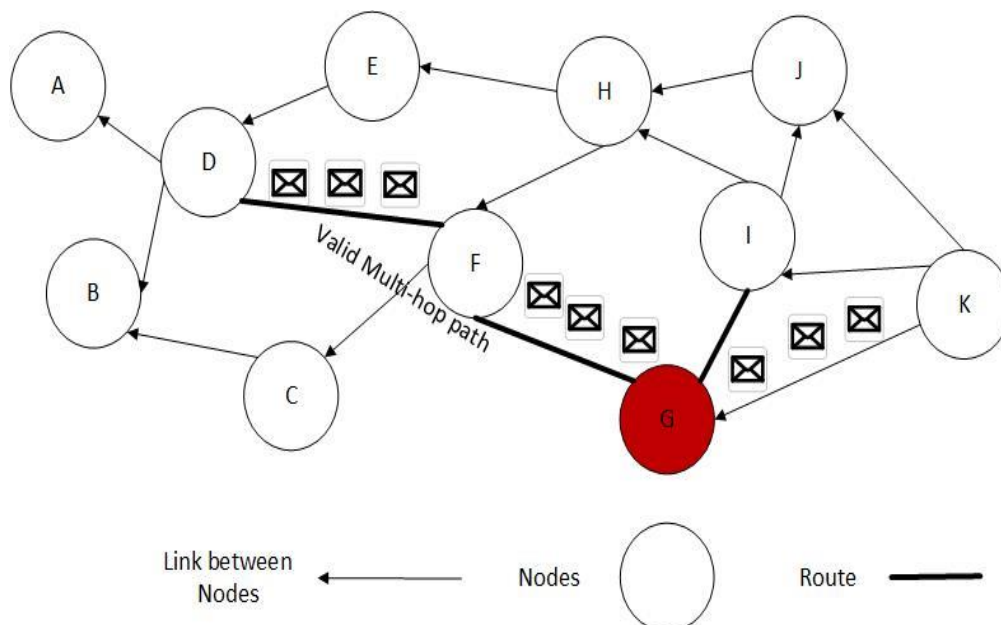 A
E
H
J
D
I
F
Valid Multi-hop path
B
K
C
G
Link between
Nodes
Nodes
Route